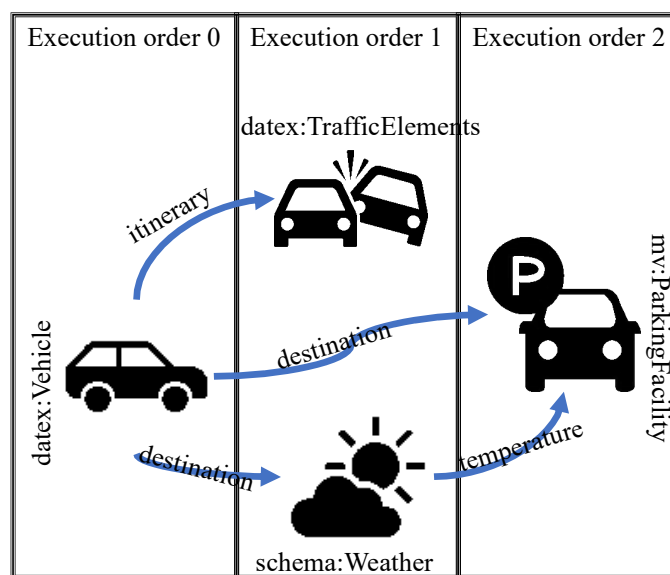 Execution order 0
Execution order 1
Execution order 2
datex:TrafficElements
itinerary
P
mv:ParkingFacility
destination
datex:Vehicle
destination
temperature
schema:Weather